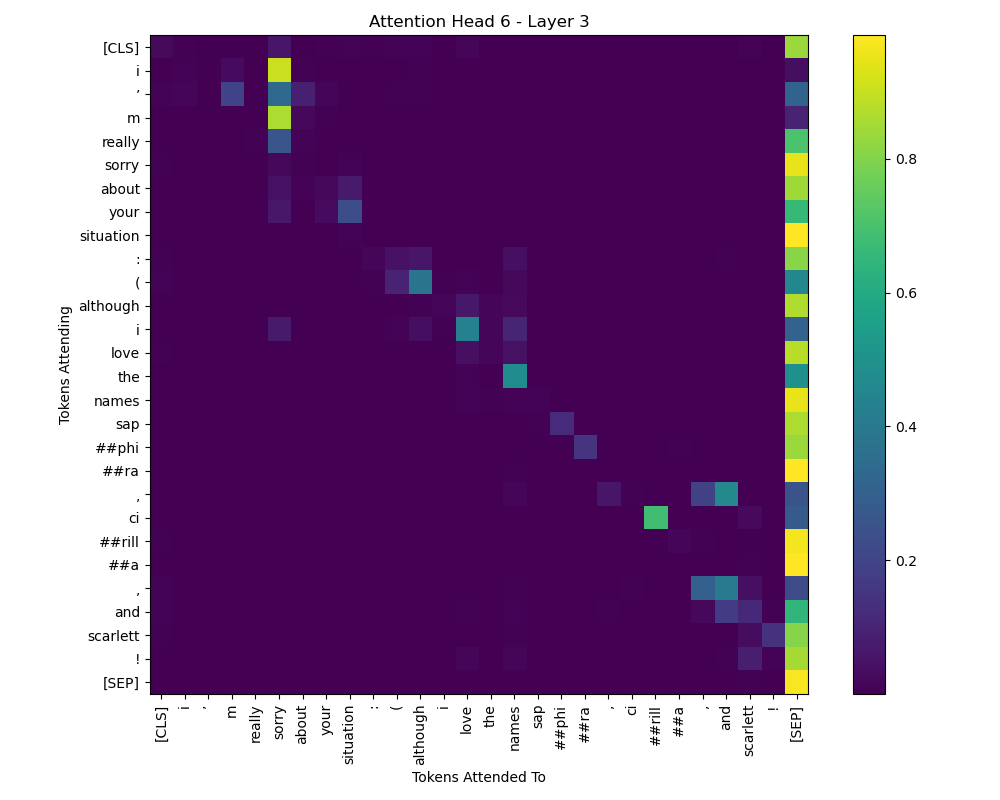 Attention Head 6 - Layer 3
Tokens Attending
[CLS]
i
’
m
really
sorry
about
your
situation
:
(
although
i
love
the
names
sap
##phi
##ra
,
ci
##rill
##a
,
and
scarlett
!
[SEP]
[CLS]
i
’
m
really
sorry
about
your
situation
:
(
although
i
love
the
names
sap
##phi
##ra
,
ci
##rill
##a
,
and
scarlett
!
[SEP]
Tokens Attended To
0.8
0.6
0.4
0.2